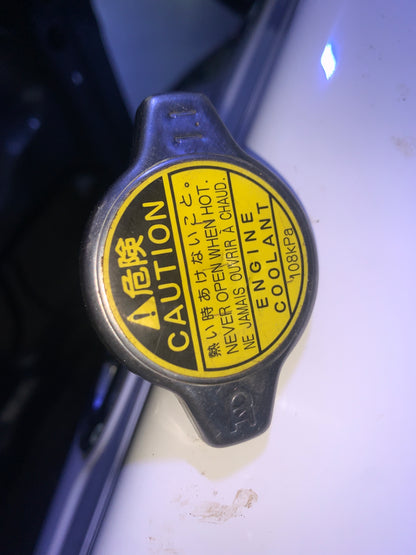 ⚠危険
CAUTION
熱い時あけないこと。
NEVER OPEN WHEN HOT.
NE JAMAIS OUVRIR À CHAUD.
ENGINE
COOLANT
108kPa